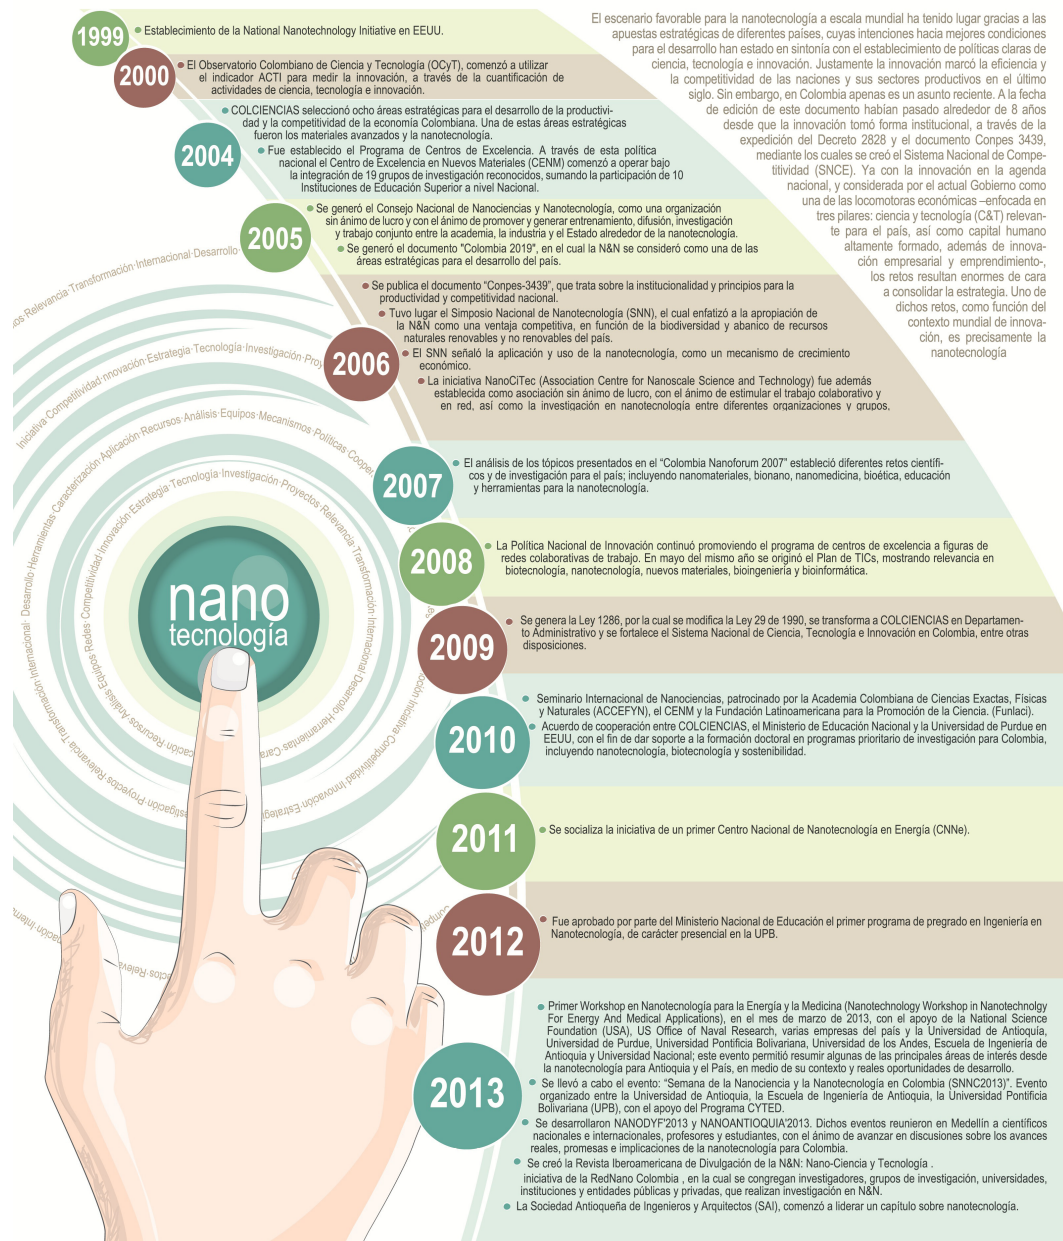 1999
Establecimiento de la National Nanotechnology Initiative en EEUU.
2000
El Observatorio Colombiano de Ciencia y Tecnología (OCyT), comenzó a utilizar
el indicador ACTI para medir la innovación, a través de la cuantificación de
actividades de ciencia, tecnología e innovación.
2004
COLCIENCIAS seleccionó ocho áreas estratégicas para el desarrollo de la productivi-
dad y la competitividad de la economía Colombiana. Una de estas áreas estratégicas
fueron los materiales avanzados y la nanotecnología.
Fue establecido el Programa de Centros de Excelencia. A través de esta política
nacional el Centro de Excelencia en Nuevos Materiales (CENM) comenzó a operar bajo
la integración de 19 grupos de investigación reconocidos, sumando la participación de 10
Instituciones de Educación Superior a nivel Nacional.
2005
Se generó el Consejo Nacional de Nanociencias y Nanotecnología, como una organización
sin ánimo de lucro y con el ánimo de promover y generar entrenamiento, difusión, investigación
y trabajo conjunto entre la academia, la industria y el Estado alrededor de la nanotecnología.
Se generó el documento "Colombia 2019", en el cual la N&N se consideró como una de las
áreas estratégicas para el desarrollo del país.
2006
Se publica el documento “Conpes-3439”, que trata sobre la institucionalidad y principios para la
productividad y competitividad nacional.
Tuvo lugar el Simposio Nacional de Nanotecnología (SNN), el cual enfatizó a la apropiación de
la N&N como una ventaja competitiva, en función de la biodiversidad y abanico de recursos
naturales renovables y no renovables del país.
El SNN señaló la aplicación y uso de la nanotecnología, como un mecanismo de crecimiento
económico.
La iniciativa NanoCiTec (Association Centre for Nanoscale Science and Technology) fue además
establecida como asociación sin ánimo de lucro, con el ánimo de estimular el trabajo colaborativo y
en red, así como la investigación en nanotecnología entre diferentes organizaciones y grupos.
2007
El análisis de los tópicos presentados en el “Colombia Nanoforum 2007” estableció diferentes retos científi-
cos y de investigación para el país; incluyendo nanomateriales, bionano, nanomedicina, bioética, educación
y herramientas para la nanotecnología.
2008
La Política Nacional de Innovación continuó promoviendo el programa de centros de excelencia a figuras de
redes colaborativas de trabajo. En mayo del mismo año se originó el Plan de TICs, mostrando relevancia en
biotecnología, nanotecnología, nuevos materiales, bioingeniería y bioinformática.
2009
Se genera la Ley 1286, por la cual se modifica la Ley 29 de 1990, se transforma a COLCIENCIAS en Departamen-
to Administrativo y se fortalece el Sistema Nacional de Ciencia, Tecnología e Innovación en Colombia, entre otras
disposiciones.
2010
Seminario Internacional de Nanociencias, patrocinado por la Academia Colombiana de Ciencias Exactas, Físicas
y Naturales (ACCEFYN), el CENM y la Fundación Latinoamericana para la Promoción de la Ciencia. (Funlaci).
Acuerdo de cooperación entre COLCIENCIAS, el Ministerio de Educación Nacional y la Universidad de Purdue en
EEUU, con el fin de dar soporte a la formación doctoral en programas prioritario de investigación para Colombia,
incluyendo nanotecnología, biotecnología y sostenibilidad.
2011
Se socializa la iniciativa de un primer Centro Nacional de Nanotecnología en Energía (CNNe).
2012
Fue aprobado por parte del Ministerio Nacional de Educación el primer programa de pregrado en Ingeniería en
Nanotecnología, de carácter presencial en la UPB.
2013
Primer Workshop en Nanotecnología para la Energía y la Medicina (Nanotechnology Workshop in Nanotechnolgy
For Energy And Medical Applications), en el mes de marzo de 2013, con el apoyo de la National Science
Foundation (USA), US Office of Naval Research, varias empresas del país y la Universidad de Antioquía,
Universidad de Purdue, Universidad Pontificia Bolivariana, Universidad de los Andes, Escuela de Ingeniería de
Antioquia y Universidad Nacional; este evento permitió resumir algunas de las principales áreas de interés desde
la nanotecnología para Antioquia y el País, en medio de su contexto y reales oportunidades de desarrollo.
Se llevó a cabo el evento: “Semana de la Nanociencia y la Nanotecnología en Colombia (SNNC2013)”. Evento
organizado entre la Universidad de Antioquia, la Escuela de Ingeniería de Antioquia, la Universidad Pontificia
Bolivariana (UPB), con el apoyo del Programa CYTED.
Se desarrollaron NANODYF'2013 y NANOANTIOQUIA'2013. Dichos eventos reunieron en Medellín a científicos
nacionales e internacionales, profesores y estudiantes, con el ánimo de avanzar en discusiones sobre los avances
reales, promesas e implicaciones de la nanotecnología para Colombia.
Se creó la Revista Iberoamericana de Divulgación de la N&N: Nano-Ciencia y Tecnología .
iniciativa de la RedNano Colombia , en la cual se congregan investigadores, grupos de investigación, universidades,
instituciones y entidades públicas y privadas, que realizan investigación en N&N.
La Sociedad Antioqueña de Ingenieros y Arquitectos (SAI), comenzó a liderar un capítulo sobre nanotecnología.
El escenario favorable para la nanotecnología a escala mundial ha tenido lugar gracias a las
apuestas estratégicas de diferentes países, cuyas intenciones hacia mejores condiciones
para el desarrollo han estado en sintonía con el establecimiento de políticas claras de
ciencia, tecnología e innovación. Justamente la innovación marcó la eficiencia y
la competitividad de las naciones y sus sectores productivos en el último
siglo. Sin embargo, en Colombia apenas es un asunto reciente. A la fecha
de edición de este documento habían pasado alrededor de 8 años
desde que la innovación tomó forma institucional, a través de la
expedición del Decreto 2828 y el documento Conpes 3439,
mediante los cuales se creó el Sistema Nacional de Compe-
titividad (SNCE). Ya con la innovación en la agenda
nacional, y considerada por el actual Gobierno como
una de las locomotoras económicas –enfocada en
tres pilares: ciencia y tecnología (C&T) relevan-
te para el país, así como capital humano
altamente formado, además de innova-
ción empresarial y emprendimiento-,
los retos resultan enormes de cara
a consolidar la estrategia. Uno de
dichos retos, como función del
contexto mundial de innova-
ción, es precisamente la
nanotecnología
nano
tecnología
Relevancia·Transformación·Internacional·Desarrollo
Iniciativa·Competitividad·nnovación·Estrategia·Tecnología·Investigación
Transformación·Internacional· Desarrollo·Herramientas·Caracterización·Aplicación·Recursos·Análisis·Equipos·Mecanismos·Políticas
Recursos·Análisis·Equipos·Redes·Competitividad·Innovación·Estrategia·Tecnología·Investigación·Proyectos·Relevancia·Transformación·Internacional·Desarrollo·Herramientas
Iniciativa·Competitividad·Innovación
Proyectos·Relevancia